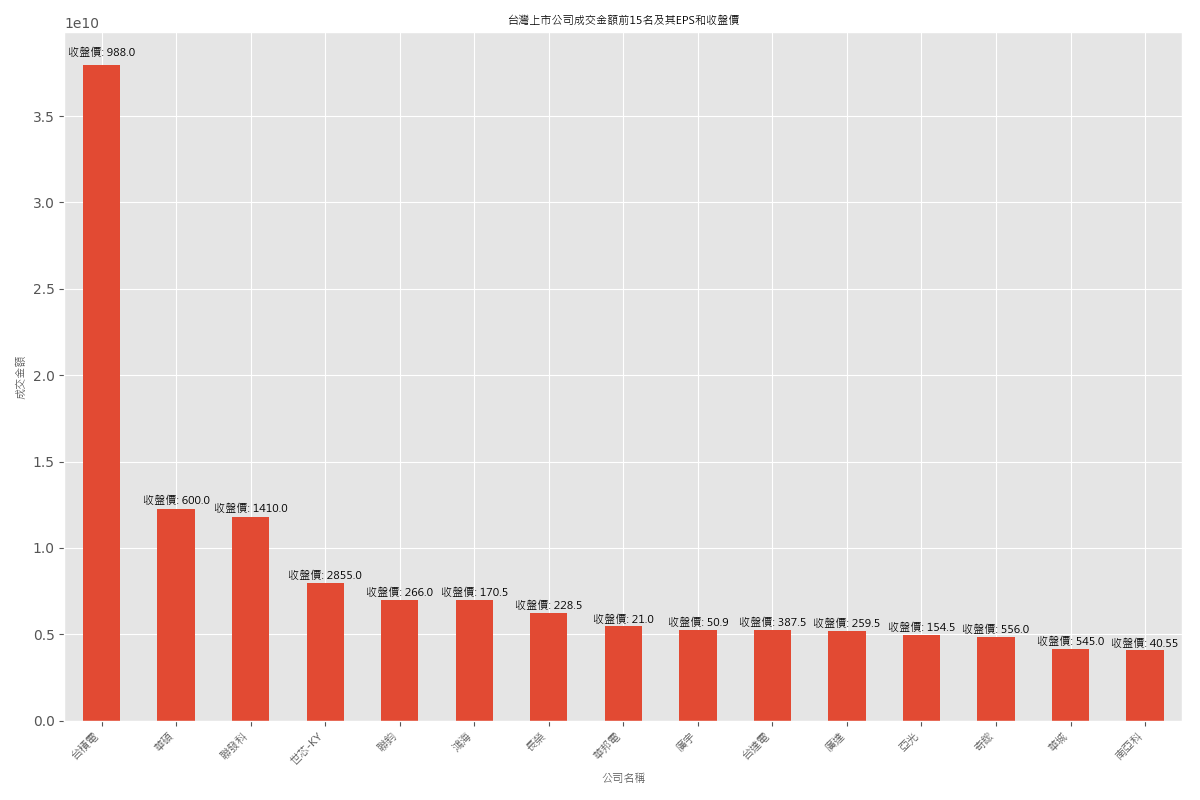 台灣上市公司成交金額前15名及其EPS和收盤價
1e10
收盤價: 988.0
3.5
3.0
2.5
2.0
成交金額
1.5
收盤價: 600.0
收盤價: 1410.0
1.0
收盤價: 2855.0
收盤價: 266.0
收盤價: 170.5
收盤價: 228.5
收盤價: 21.0
收盤價: 50.9
收盤價: 387.5
收盤價: 259.5
收盤價: 154.5
收盤價: 556.0
收盤價: 545.0
收盤價: 40.55
0.5
0.0
台積電
華碩
聯發科
世芯-KY
聯鈞
鴻海
長榮
華邦電
廣宇
台達電
廣達
亞光
奇鋐
華城
南亞科
公司名稱